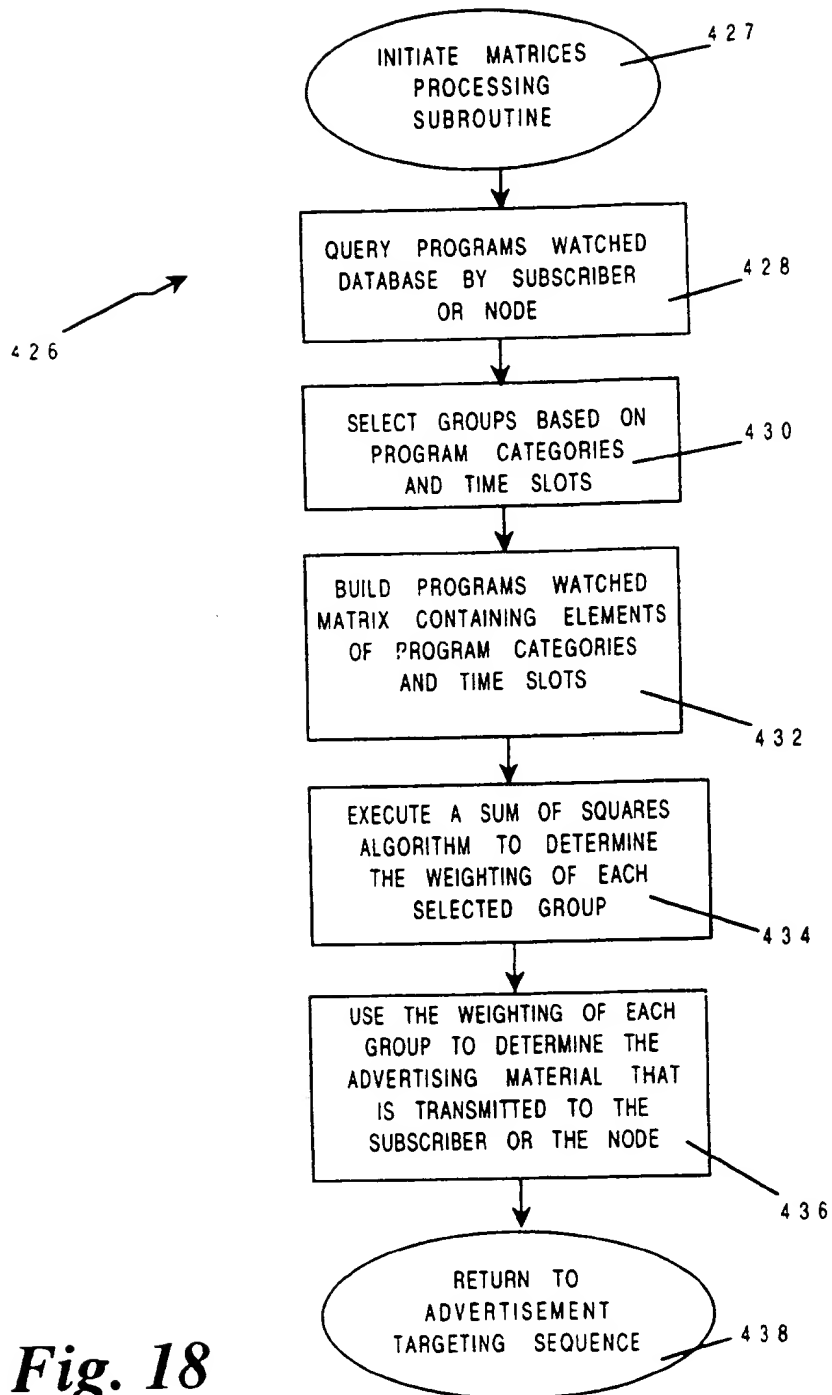 INITIATE MATRICES
PROCESSING
SUBROUTINE
427
QUERY PROGRAMS WATCHED
DATABASE BY SUBSCRIBER
OR NODE
428
426
SELECT GROUPS BASED ON
PROGRAM CATEGORIES
AND TIME SLOTS
430
BUILD PROGRAMS WATCHED
MATRIX CONTAINING ELEMENTS
OF PROGRAM CATEGORIES
AND TIME SLOTS
432
EXECUTE A SUM OF SQUARES
ALGORITHM TO DETERMINE
THE WEIGHTING OF EACH
SELECTED GROUP
434
USE THE WEIGHTING OF EACH
GROUP TO DETERMINE THE
ADVERTISING MATERIAL THAT
IS TRANSMITTED TO THE
SUBSCRIBER OR THE NODE
436
RETURN TO
ADVERTISEMENT
TARGETING SEQUENCE
438
Fig. 18